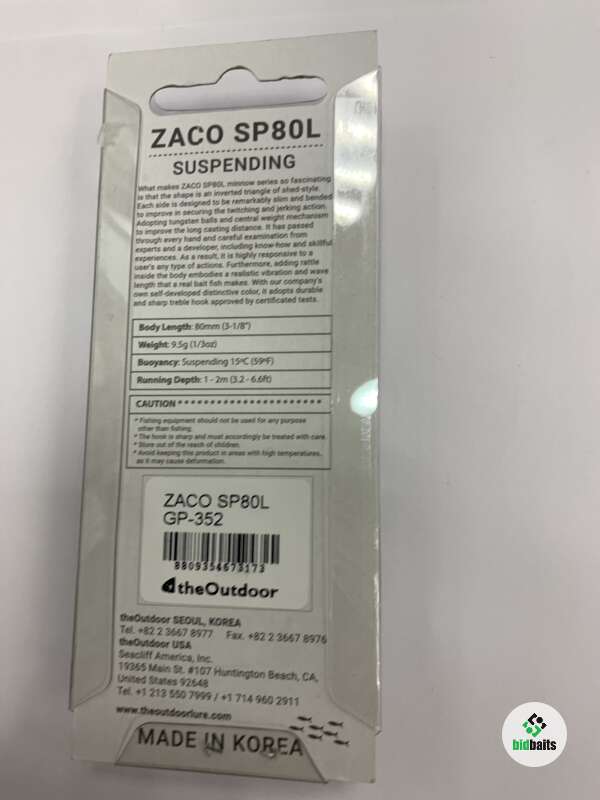 ZACO SP80L
SUSPENDING
What makes ZACO SP80L minnow series so fascinating
is that the shape is an inverted triangle of shed-style.
Each side is designed to be remarkably slim and bended
to improve in securing the twitching and jerking action.
Adopting tungsten balls and central weight mechanism
to improve the long casting distance. It has passed
through every hand and careful examination from
experts and a developer, including know-how and skillful
experiences. As a result, it is highly responsive to a
user's any type of actions. Furthermore, adding rattle
inside the body embodies a realistic vibration and wave
length that a real bait fish makes. With our company's
own self-developed distinctive color, it adopts durable
and sharp treble hook approved by certificated tests.
Body Length: 80mm (3-1/8")
Weight: 9.5g (1/3oz)
Buoyancy: Suspending 15ºC (59ºF)
Running Depth: 1 - 2m (3.2 - 6.6ft)
CAUTION ***********************
* Fishing equipment should not be used for any purpose
other than fishing.
* The hook is sharp and must accordingly be treated with care.
* Store out of the reach of children.
* Avoid keeping this product in areas with high temperatures,
as it may cause deformation.
ZACO SP80L
GP-352
8809354673173
theOutdoor
theOutdoor SEOUL, KOREA
Tel. +82 2 3667 8977 Fax. +82 2 3667 8976
theOutdoor USA
Seacliff America, Inc.
19365 Main St. #107 Huntington Beach, CA,
United States 92648
Tel. +1 213 550 7999 / +1 714 960 2911
www.theoutdoorlure.com
MADE IN KOREA
bidbaits